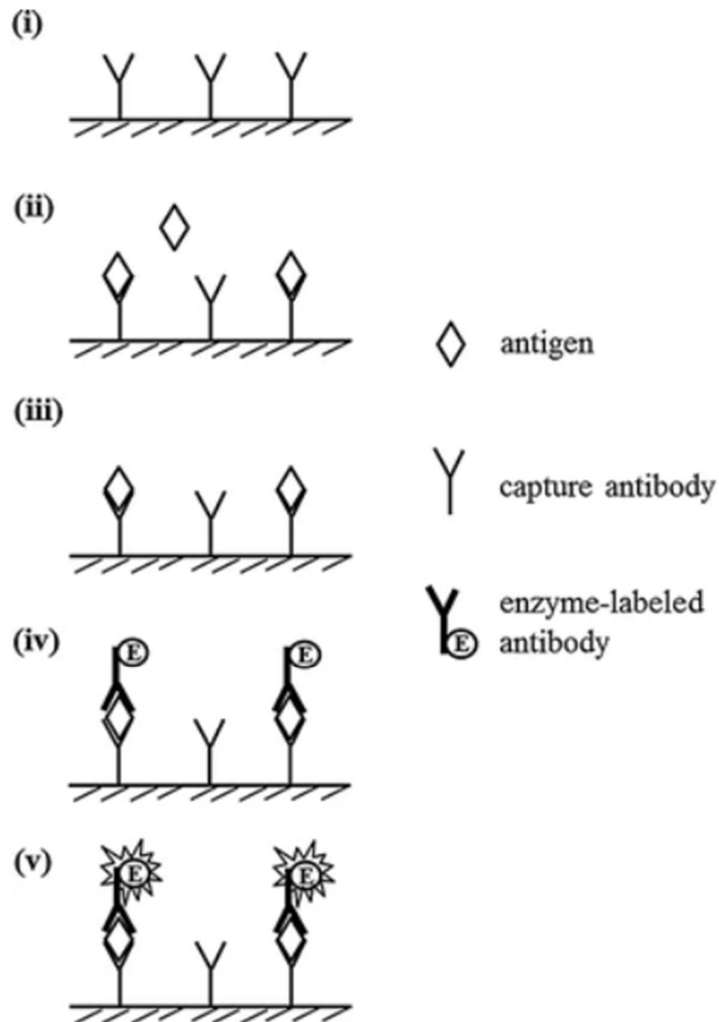 (i)
(ii)
antigen
(iii)
capture antibody
enzyme-labeled
E antibody
(iv)
E E
(v)
E E